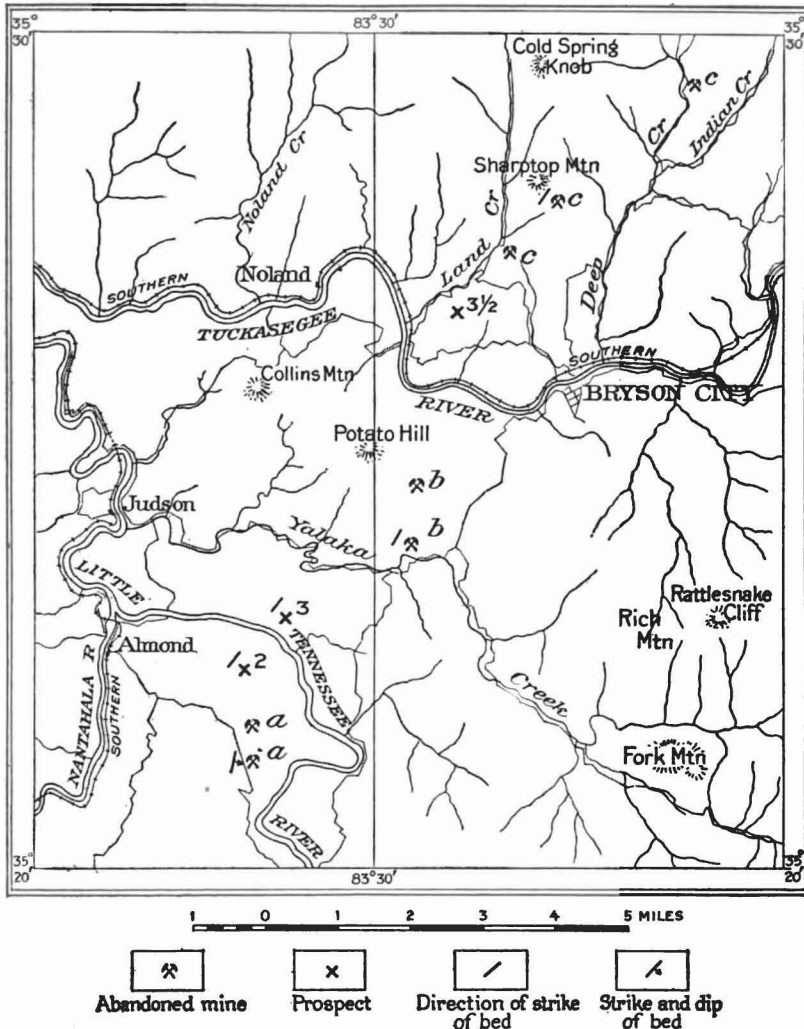 35°
30'
83°30'
35°
30'
Cold Spring
Knob
c
Indian Cr
Cr
Noland Cr
Sharptop Mtn
c
Cr
Land
c
Deep
Noland
SOUTHERN
TUCKASEGEE
3½
SOUTHERN
Collins Mtn
RIVER
BRYSON CITY
Potato Hill
b
Judson
Yalaka
b
LITTLE
3
Rattlesnake
Cliff
Rich
Mtn
Almond
2
TENNESSEE
NANTAHALA R
SOUTHERN
a
Creek
a
Fork Mtn
RIVER
35°
20'
83°30'
35°
20'
1 0 1 2 3 4 5 MILES
Abandoned mine
Prospect
Direction of strike
of bed
Strike and dip
of bed